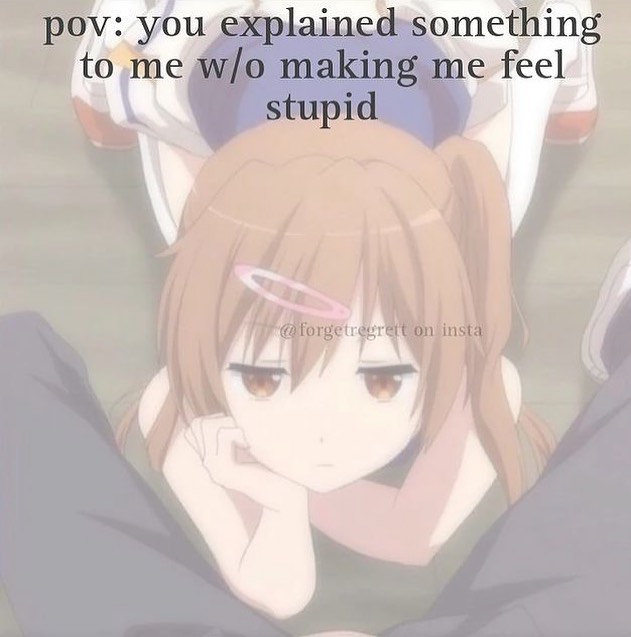 pov: you explained something
to me w/o making me feel
stupid
@forgetregrett on insta